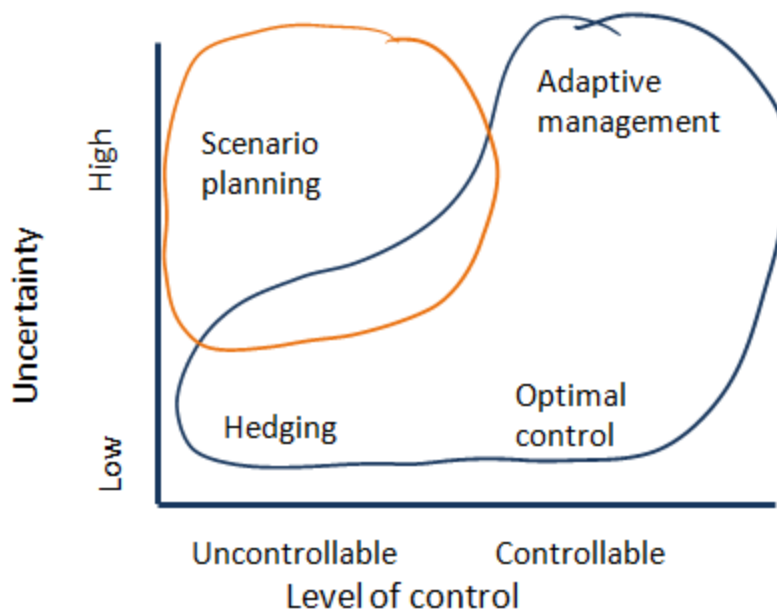 Adaptive
management
Scenario
planning
High
Uncertainty
Low
Hedging
Optimal
control
Uncontrollable
Controllable
Level of control